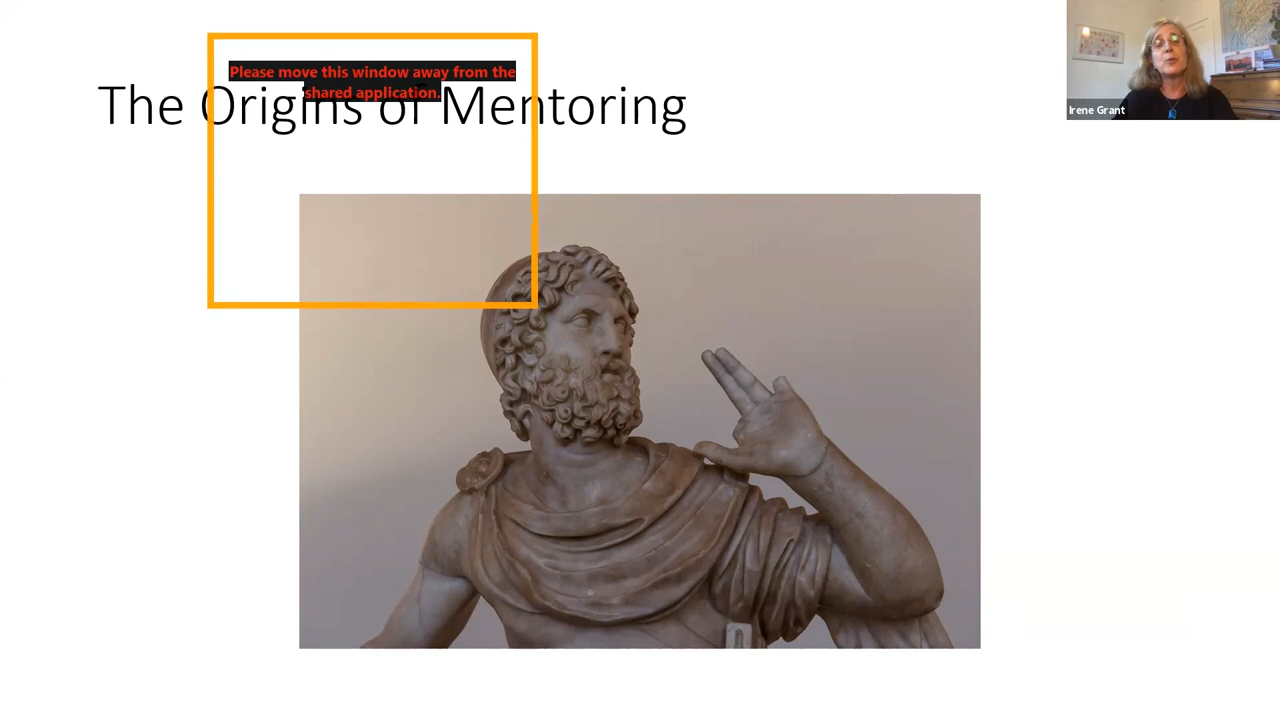 Please move this window away from the
shared application.
The Origins of Mentoring
Irene Grant